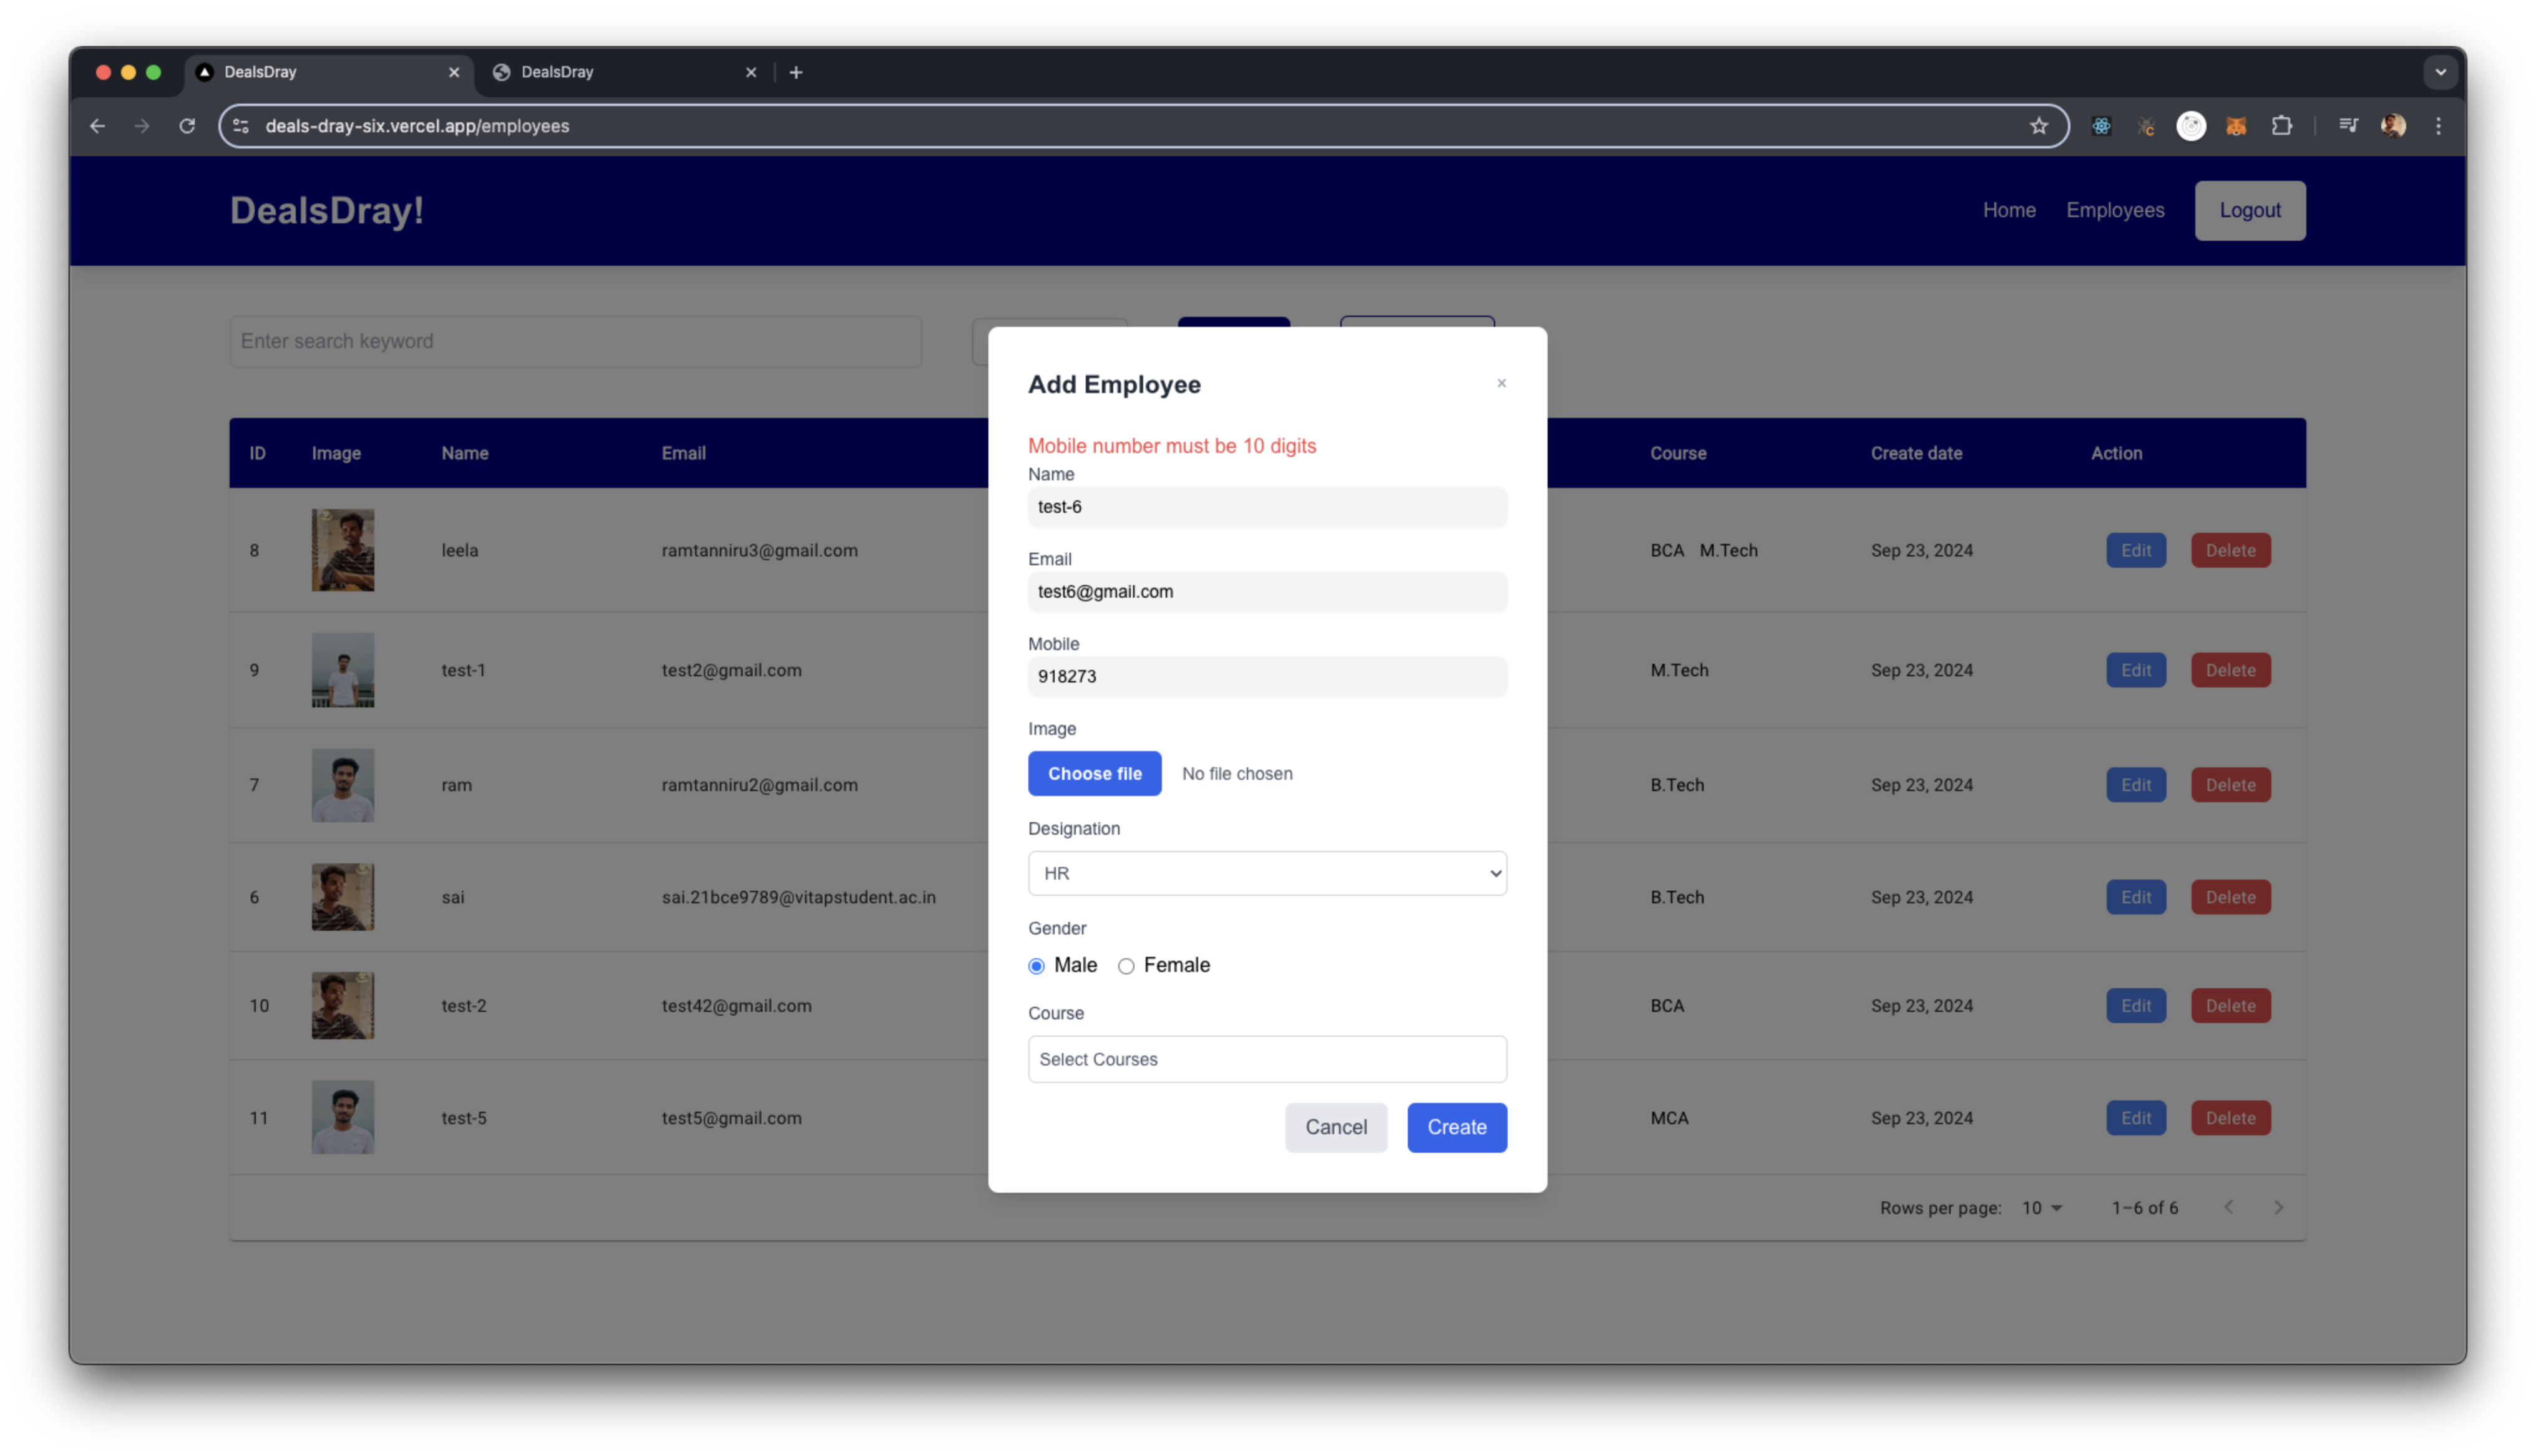 DealsDray
DealsDray
deals-dray-six.vercel.app/employees
DealsDray!
Home Employees Logout
Enter search keyword
ID Image Name Email Course Create date Action
8 leela ramtanniru3@gmail.com BCA M.Tech Sep 23, 2024 Edit Delete
9 test-1 test2@gmail.com M.Tech Sep 23, 2024 Edit Delete
7 ram ramtanniru2@gmail.com B.Tech Sep 23, 2024 Edit Delete
6 sai sai.21bce9789@vitapstudent.ac.in B.Tech Sep 23, 2024 Edit Delete
10 test-2 test42@gmail.com BCA Sep 23, 2024 Edit Delete
11 test-5 test5@gmail.com MCA Sep 23, 2024 Edit Delete
Rows per page: 10 1–6 of 6
Add Employee ×
Mobile number must be 10 digits
Name
test-6
Email
test6@gmail.com
Mobile
918273
Image
Choose file No file chosen
Designation
HR
Gender
Male Female
Course
Select Courses
Cancel Create